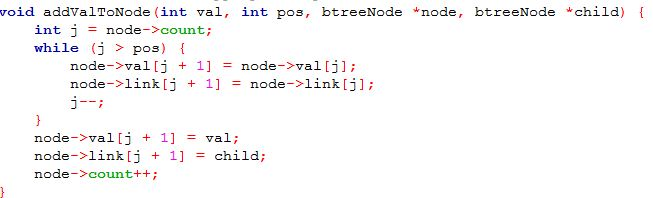 void addValToNode(int val, int pos, btreeNode *node, btreeNode *child) {
    int j = node->count;
    while (j > pos) {
        node->val[j + 1] = node->val[j];
        node->link[j + 1] = node->link[j];
        j--;
    }
    node->val[j + 1] = val;
    node->link[j + 1] = child;
    node->count++;
}